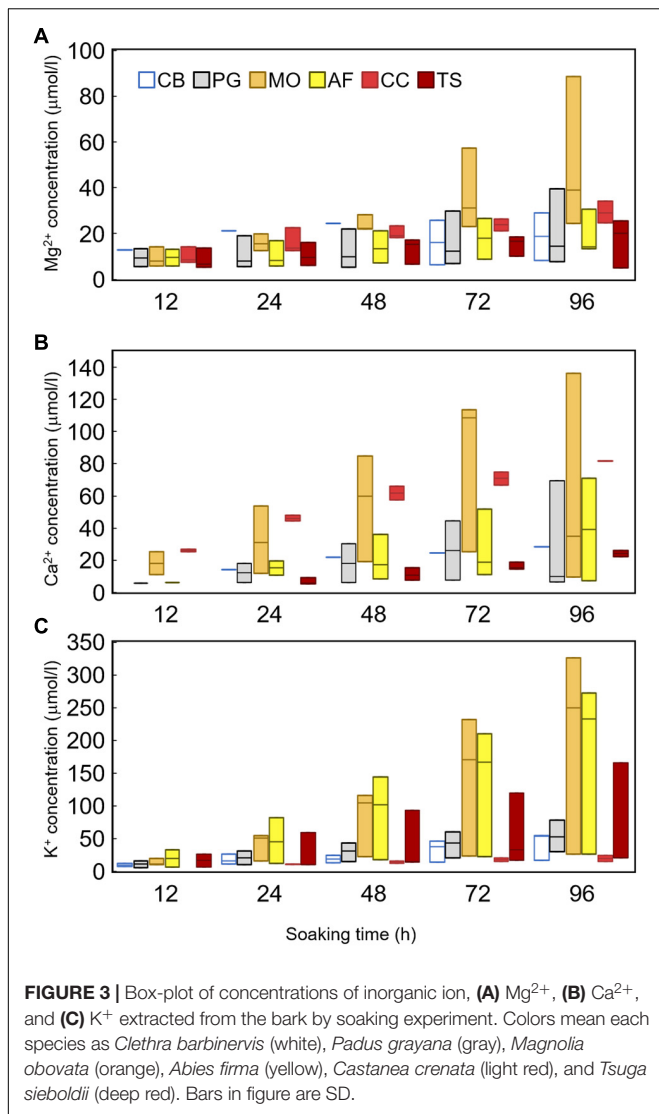 A
Mg²⁺ concentration (μmol/l)
100
80
60
40
20
0
CB PG MO AF CC TS
12 24 48 72 96
B
Ca²⁺ concentration (μmol/l)
140
120
100
80
60
40
20
0
12 24 48 72 96
C
K⁺ concentration (μmol/l)
350
300
250
200
150
100
50
0
12 24 48 72 96
Soaking time (h)
FIGURE 3 | Box-plot of concentrations of inorganic ion, (A) Mg²⁺, (B) Ca²⁺,
and (C) K⁺ extracted from the bark by soaking experiment. Colors mean each
species as Clethra barbinervis (white), Padus grayana (gray), Magnolia
obovata (orange), Abies firma (yellow), Castanea crenata (light red), and Tsuga
sieboldii (deep red). Bars in figure are SD.